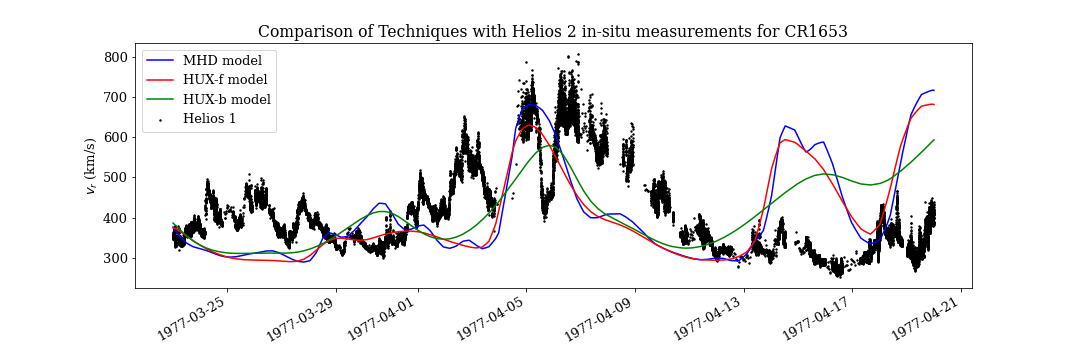 Comparison of Techniques with Helios 2 in-situ measurements for CR1653
MHD model
HUX-f model
HUX-b model
Helios 1
800
700
600
500
400
300
v_r (km/s)
1977-03-25
1977-03-29
1977-04-01
1977-04-05
1977-04-09
1977-04-13
1977-04-17
1977-04-21